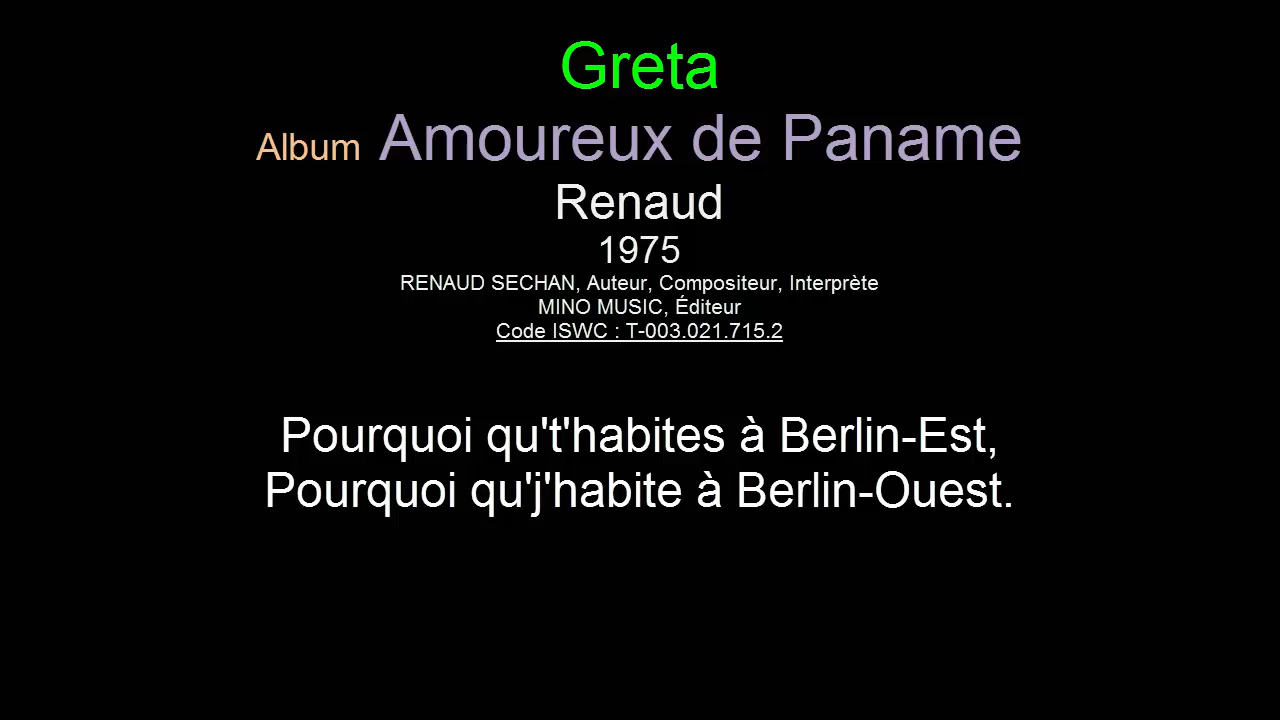 Greta
Album Amoureux de Paname
Renaud
1975
RENAUD SECHAN, Auteur, Compositeur, Interprète
MINO MUSIC, Éditeur
Code ISWC : T-003.021.715.2
Pourquoi qu't'habites à Berlin-Est,
Pourquoi qu'j'habite à Berlin-Ouest.